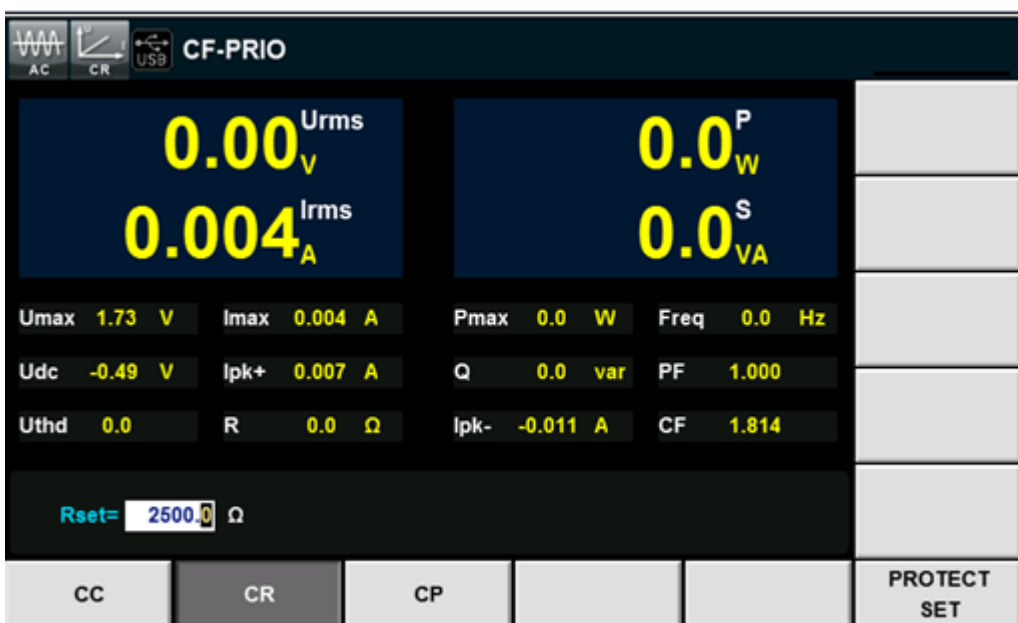 AC CR USB CF-PRIO
0.00 Urms V
0.004 Irms A
0.0 P W
0.0 S VA
Umax 1.73 V Imax 0.004 A Pmax 0.0 W Freq 0.0 Hz
Udc -0.49 V Ipk+ 0.007 A Q 0.0 var PF 1.000
Uthd 0.0 R 0.0 Ω Ipk- -0.011 A CF 1.814
Rset= 2500.0 Ω
CC CR CP PROTECT
SET